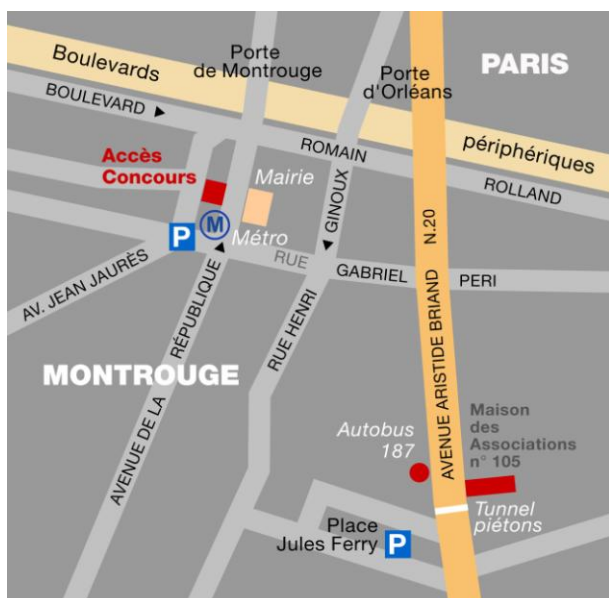 Boulevards
périphériques
Porte
de Montrouge
Porte
d'Orléans
PARIS
BOULEVARD
ROMAIN
ROLLAND
Accès
Concours
Mairie
M
Métro
P
GINOUX
N.20
RUE
GABRIEL
PERI
AV. JEAN JAURÈS
AVENUE DE LA RÉPUBLIQUE
RUE HENRI
MONTROUGE
AVENUE ARISTIDE BRIAND
Autobus
187
Maison
des
Associations
n° 105
Tunnel
piétons
Place
Jules Ferry
P